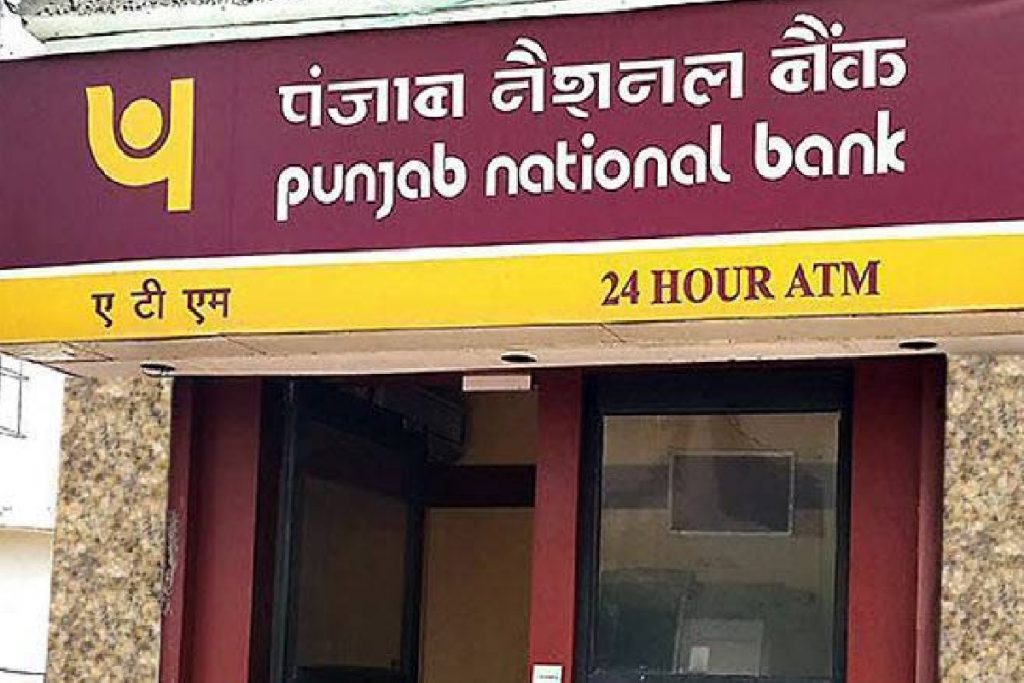 पंजाब नैशनल बैंक
punjab national bank
ए टी एम
24 HOUR ATM